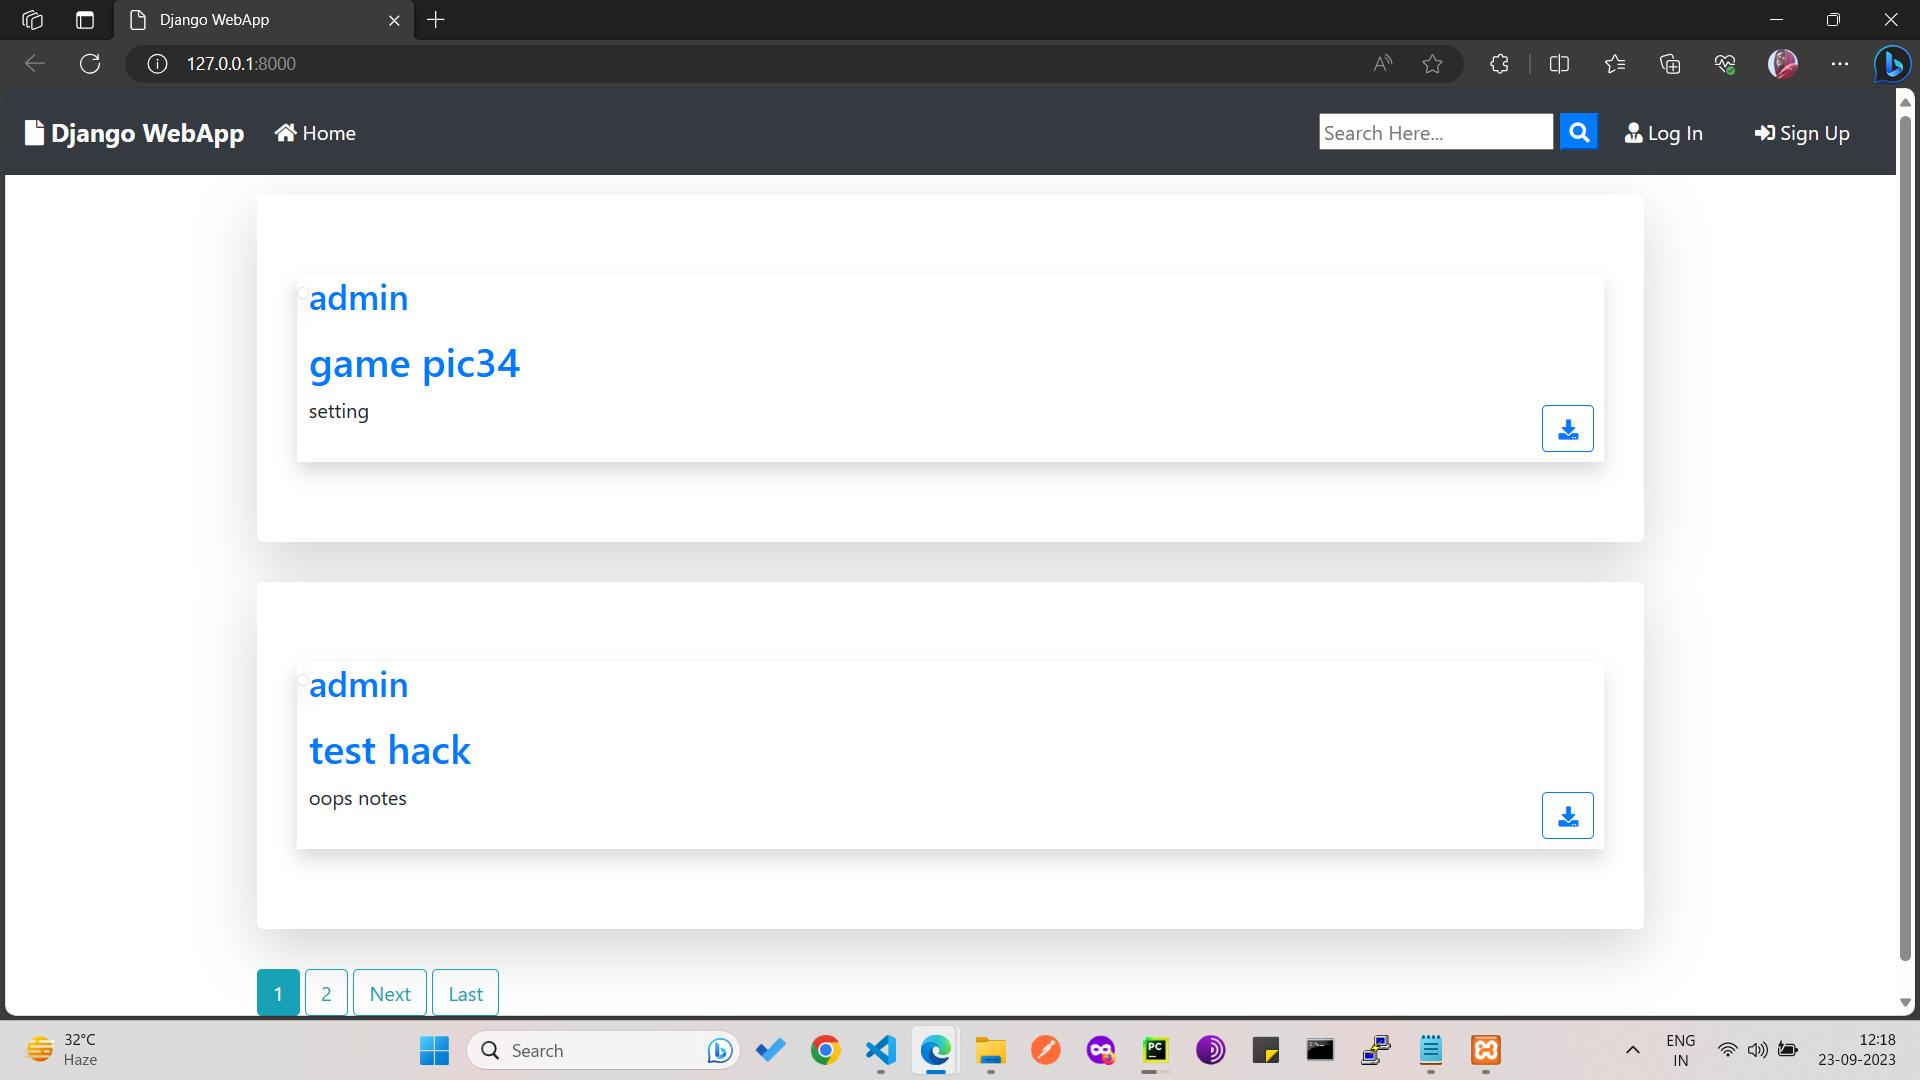 Django WebApp
127.0.0.1:8000
Django WebApp Home Search Here... Log In Sign Up
admin
game pic34
setting
admin
test hack
oops notes
1 2 Next Last
32°C
Haze
Search
PC
ENG
IN
12:18
23-09-2023